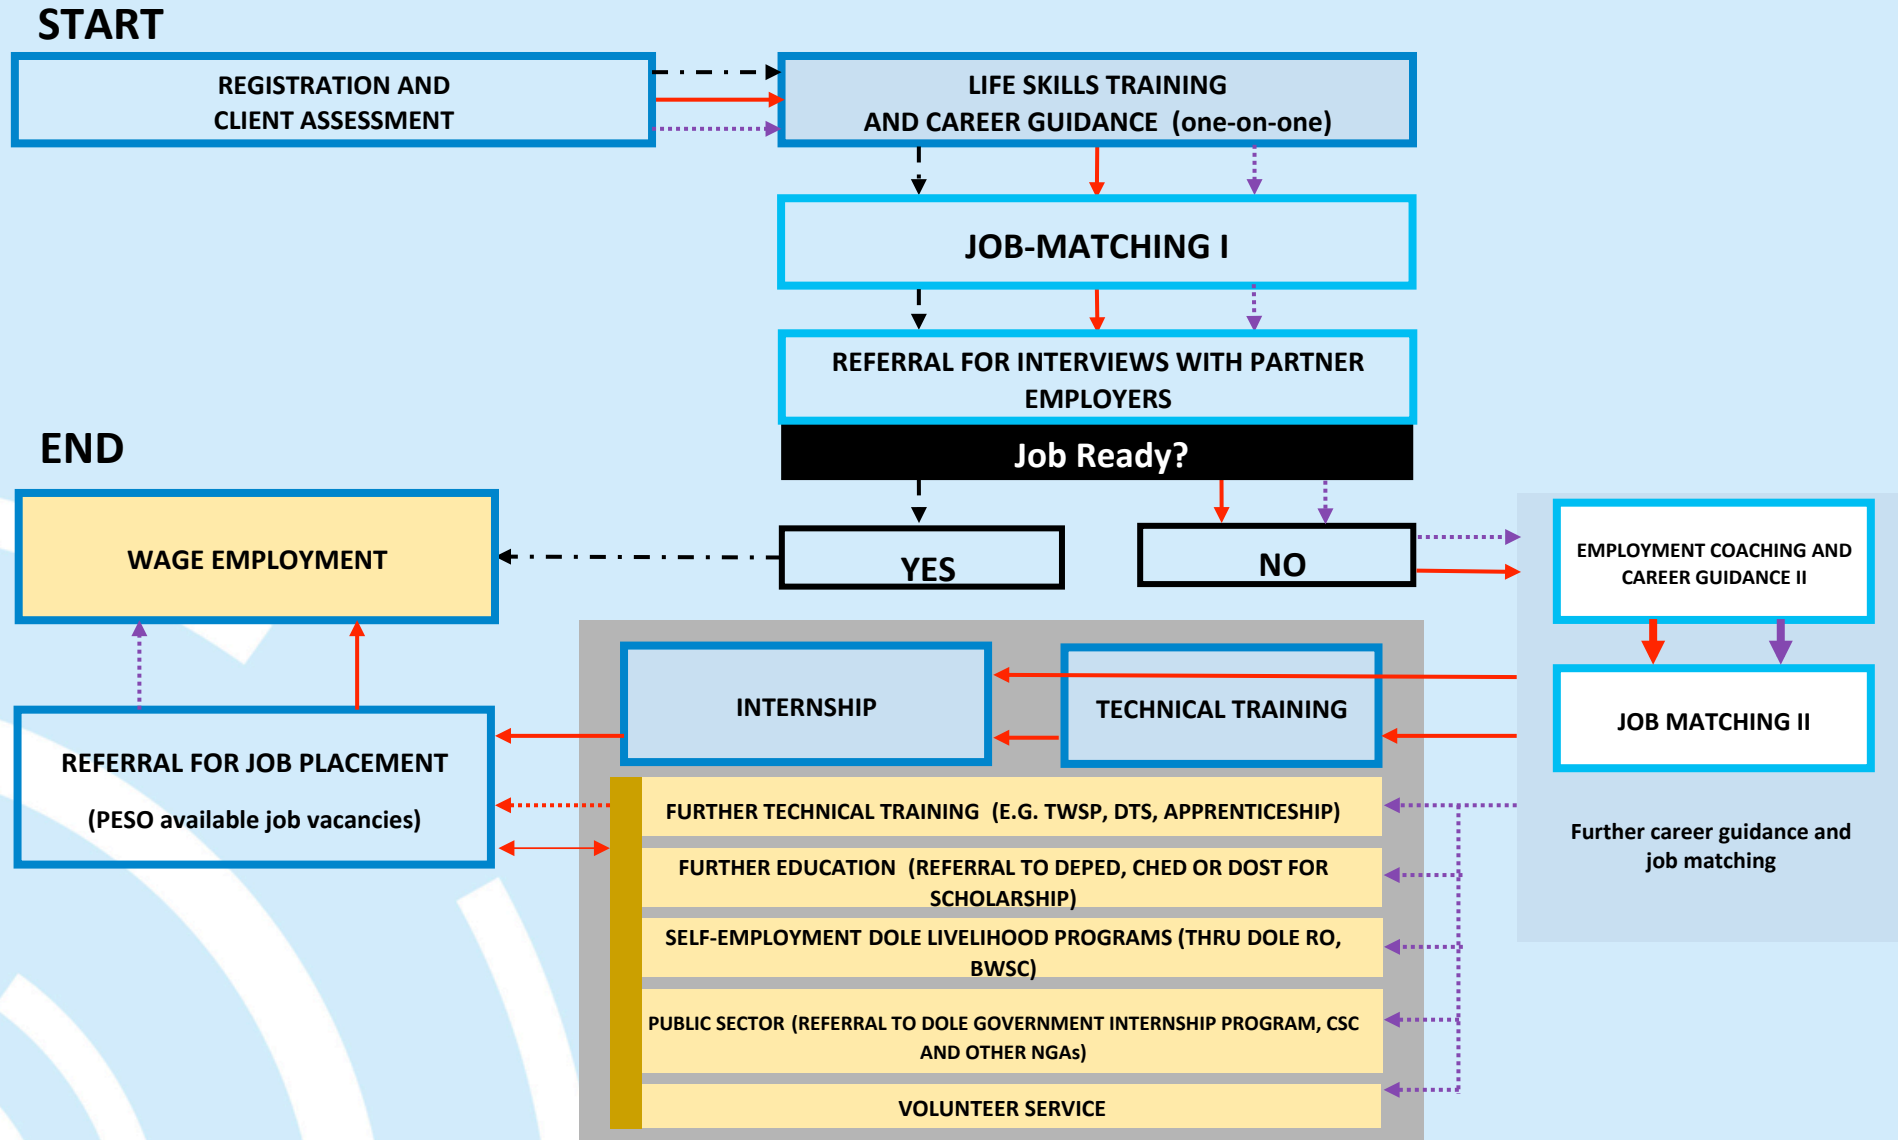 START
REGISTRATION AND
CLIENT ASSESSMENT
LIFE SKILLS TRAINING
AND CAREER GUIDANCE (one-on-one)
JOB-MATCHING I
REFERRAL FOR INTERVIEWS WITH PARTNER
EMPLOYERS
Job Ready?
YES
NO
END
WAGE EMPLOYMENT
EMPLOYMENT COACHING AND
CAREER GUIDANCE II
JOB MATCHING II
Further career guidance and
job matching
INTERNSHIP
TECHNICAL TRAINING
REFERRAL FOR JOB PLACEMENT
(PESO available job vacancies)
FURTHER TECHNICAL TRAINING (E.G. TWSP, DTS, APPRENTICESHIP)
FURTHER EDUCATION (REFERRAL TO DEPED, CHED OR DOST FOR
SCHOLARSHIP)
SELF-EMPLOYMENT DOLE LIVELIHOOD PROGRAMS (THRU DOLE RO,
BWSC)
PUBLIC SECTOR (REFERRAL TO DOLE GOVERNMENT INTERNSHIP PROGRAM, CSC
AND OTHER NGAs)
VOLUNTEER SERVICE